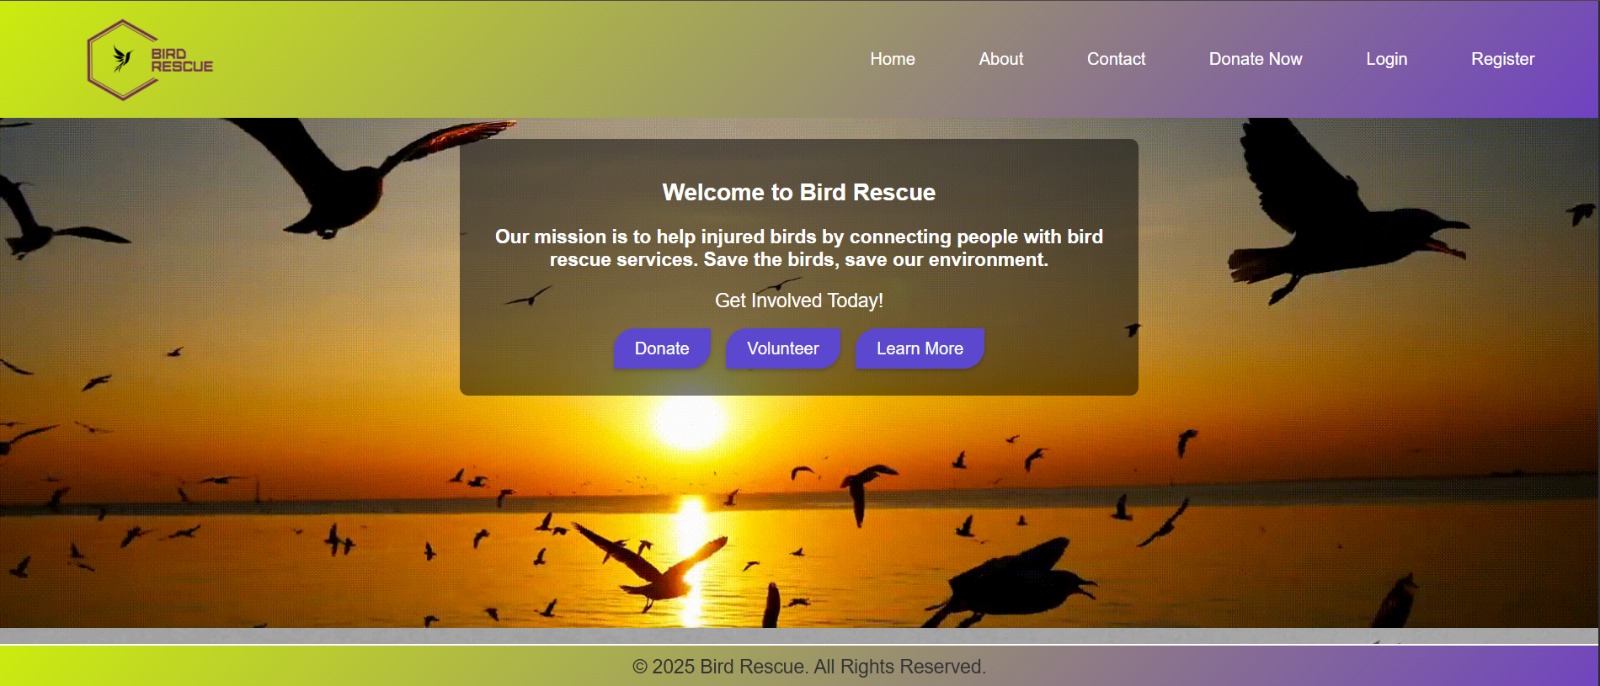 BIRD
RESCUE
Home About Contact Donate Now Login Register
Welcome to Bird Rescue
Our mission is to help injured birds by connecting people with bird
rescue services. Save the birds, save our environment.
Get Involved Today!
Donate Volunteer Learn More
© 2025 Bird Rescue. All Rights Reserved.